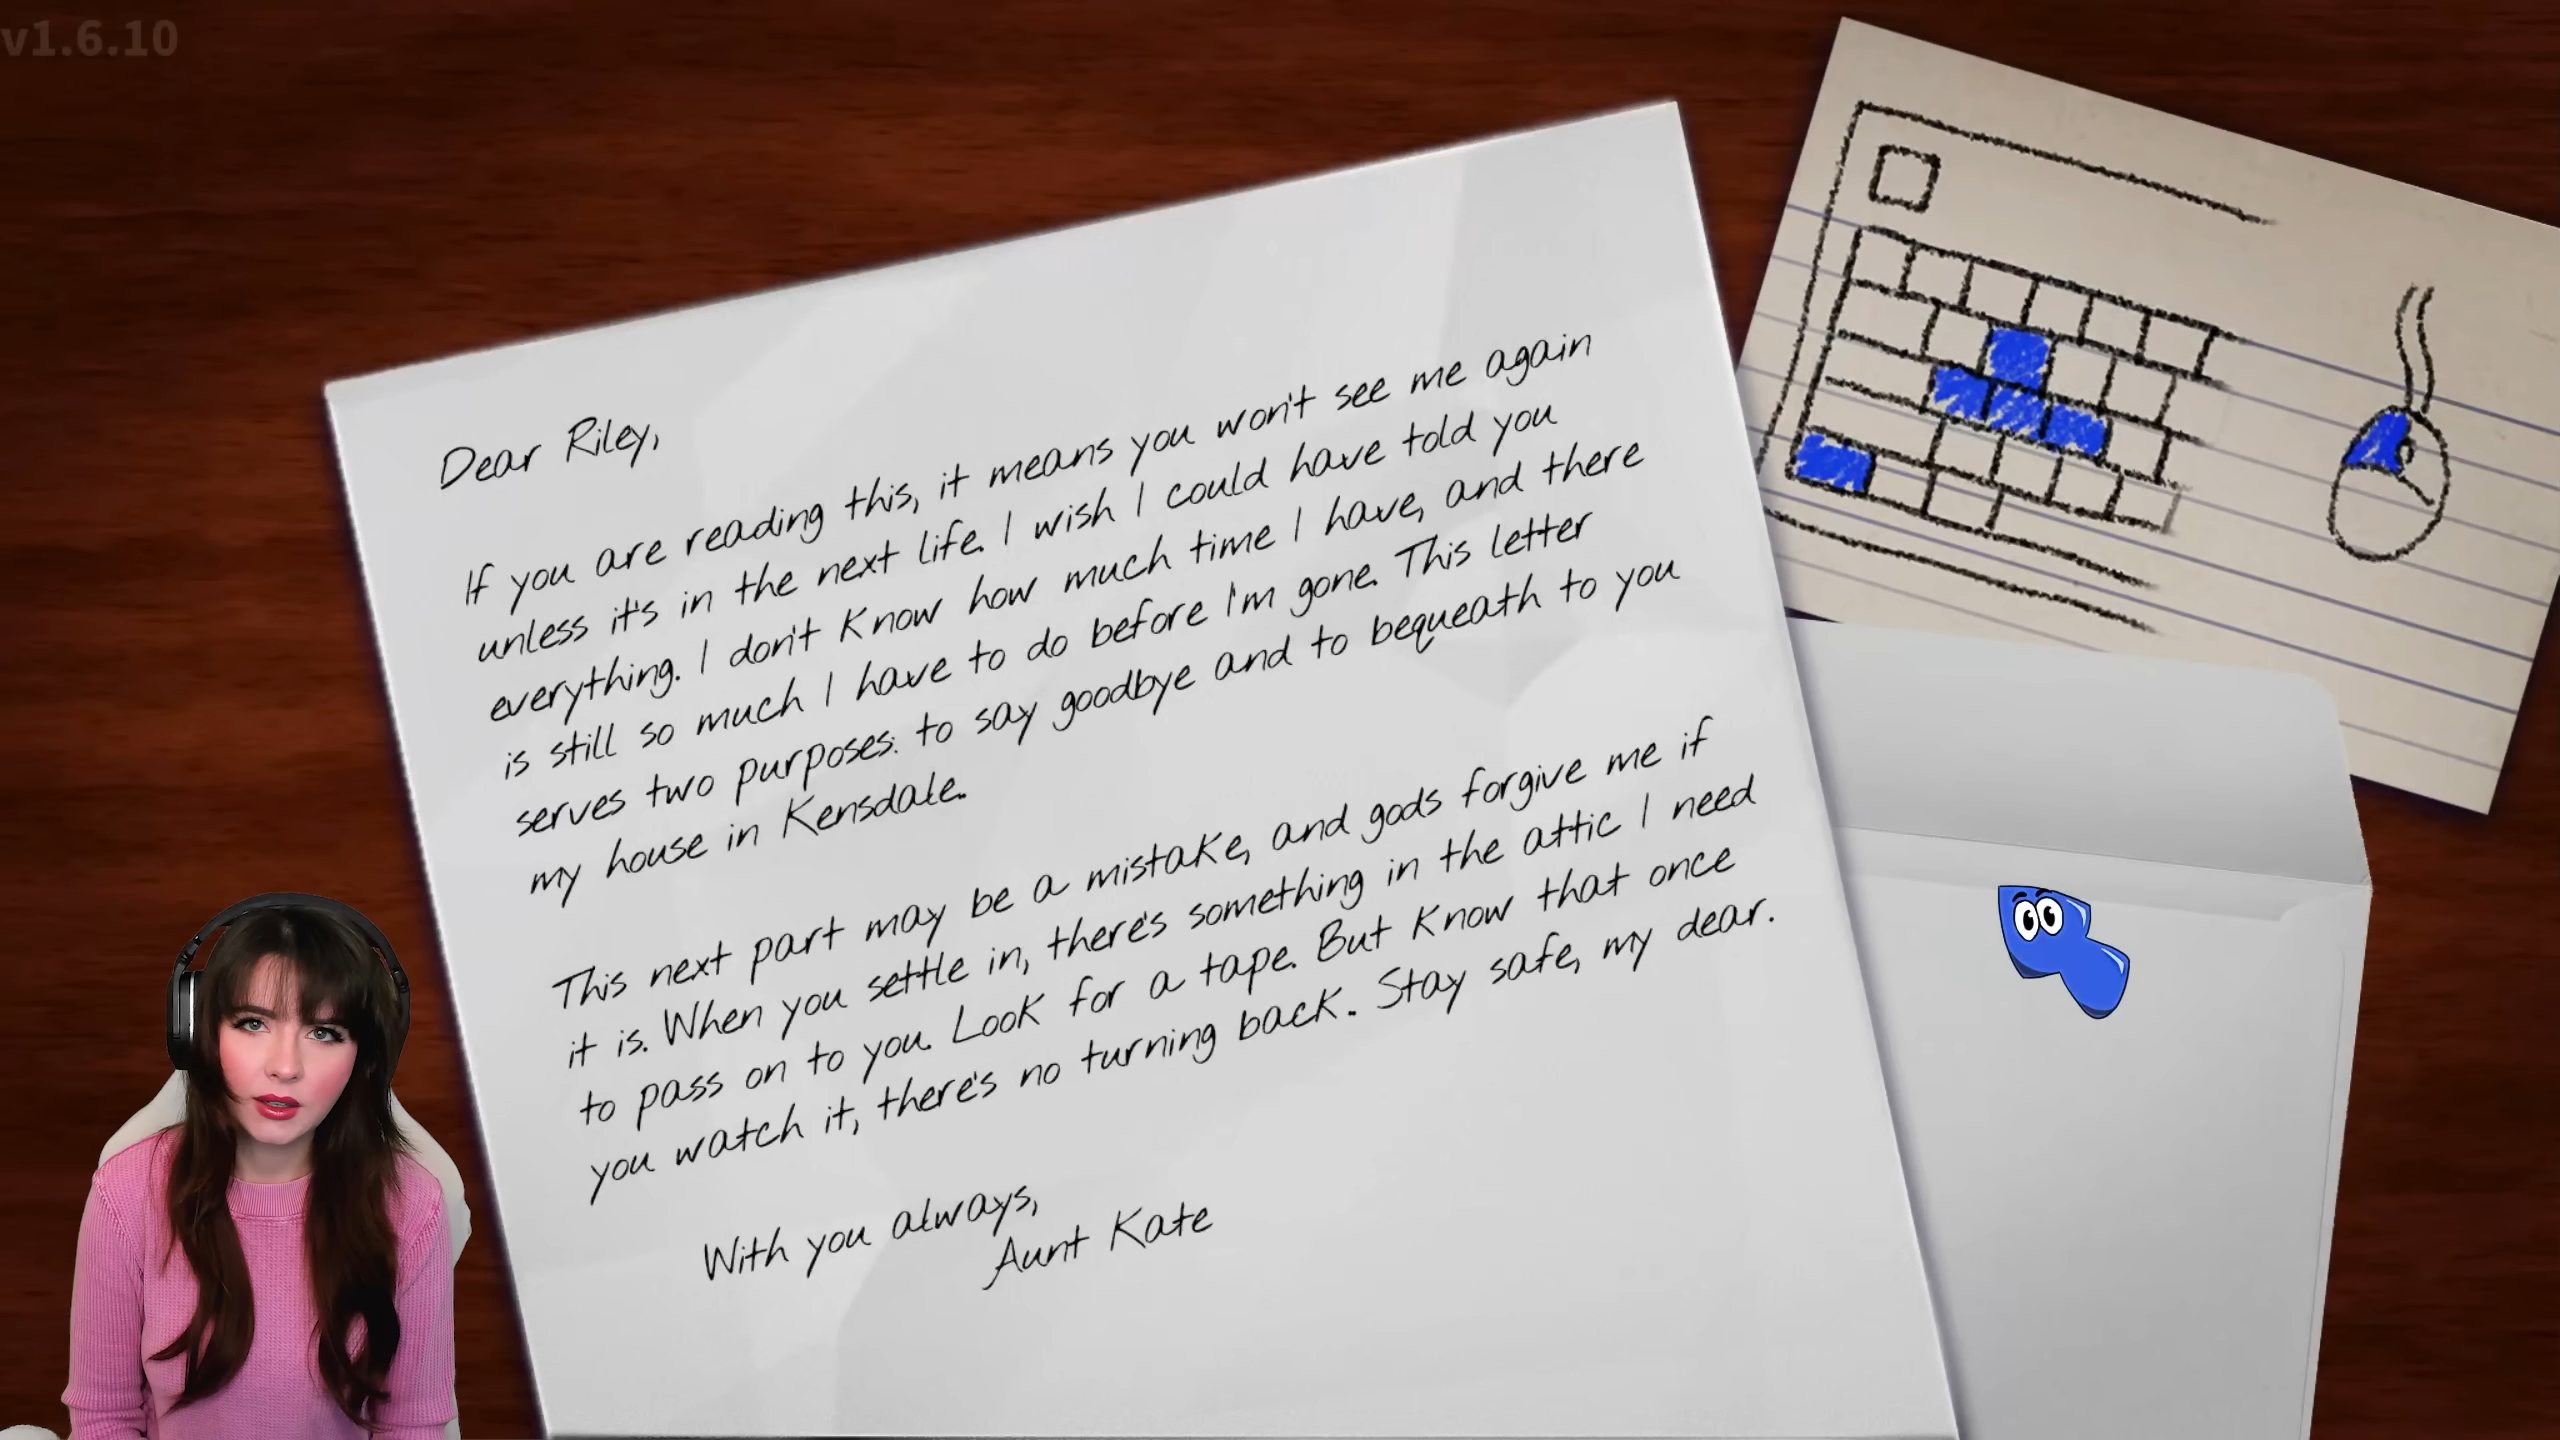 v1.6.10
Dear Riley,
If you are reading this, it means you won't see me again
unless it's in the next life. I wish I could have told you
everything. I don't know how much time I have, and there
is still so much I have to do before I'm gone. This letter
serves two purposes: to say goodbye and to bequeath to you
my house in Kensdale.
This next part may be a mistake, and gods forgive me if
it is. When you settle in, there's something in the attic I need
to pass on to you. Look for a tape. But know that once
you watch it, there's no turning back. Stay safe, my dear.
With you always,
Aunt Kate